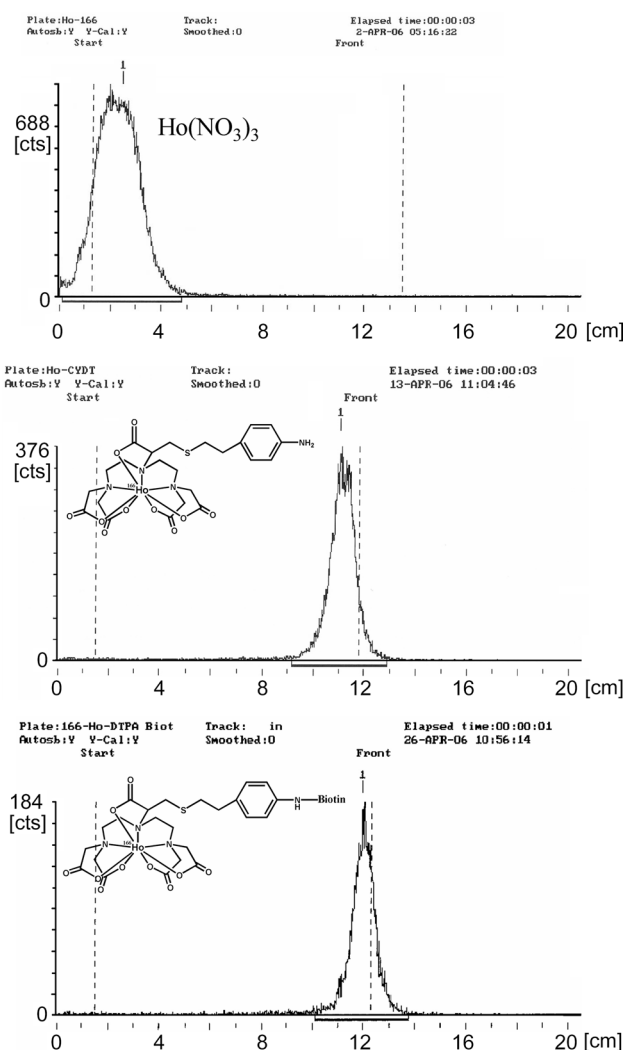 Plate:Ho-166 Track: Elapsed time:00:00:03
Autosb:Y Y-Cal:Y Smoothed:0 2-APR-06 05:16:22
Start Front
1
688
[cts]
Ho(NO3)3
0
0 4 8 12 16 20 [cm]
Plate:Ho-CYDT Track: Elapsed time:00:00:03
Autosb:Y Y-Cal:Y Smoothed:0 13-APR-06 11:04:46
Start Front
1
376
[cts]
O
O S NH2
N
N 166 Ho N
O O O O O O
0
0 4 8 12 16 20 [cm]
Plate:166-Ho-DTPA Biot Track: in Elapsed time:00:00:01
Autosb:Y Y-Cal:Y Smoothed:0 26-APR-06 10:56:14
Start Front
1
184
[cts]
O
O S N H Biotin
N
N 166 Ho N
O O O O O O
0
0 4 8 12 16 20 [cm]